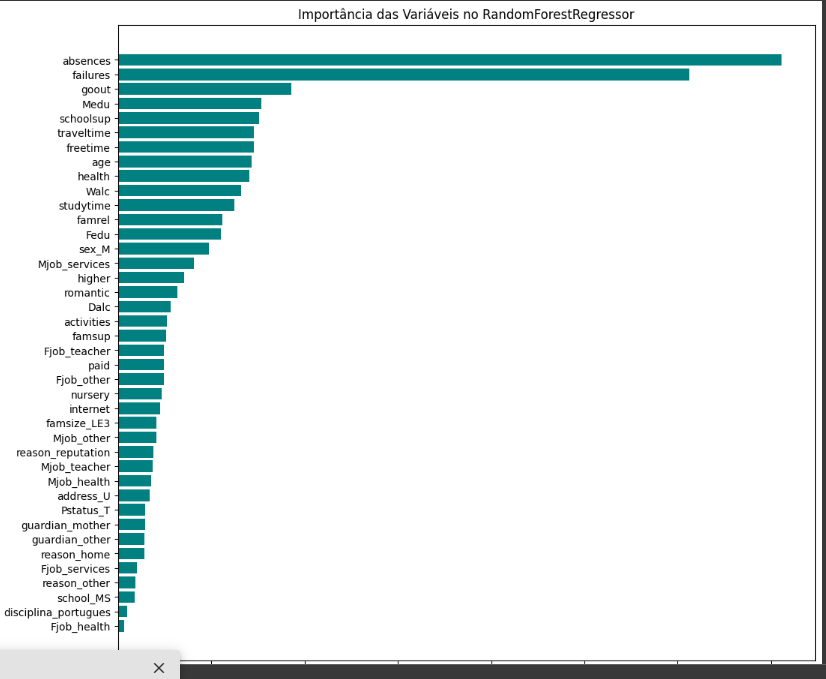 Importância das Variáveis no RandomForestRegressor
absences
failures
goout
Medu
schoolsup
traveltime
freetime
age
health
Walc
studytime
famrel
Fedu
sex_M
Mjob_services
higher
romantic
Dalc
activities
famsup
Fjob_teacher
paid
Fjob_other
nursery
internet
famsize_LE3
Mjob_other
reason_reputation
Mjob_teacher
Mjob_health
address_U
Pstatus_T
guardian_mother
guardian_other
reason_home
Fjob_services
reason_other
school_MS
disciplina_portugues
Fjob_health